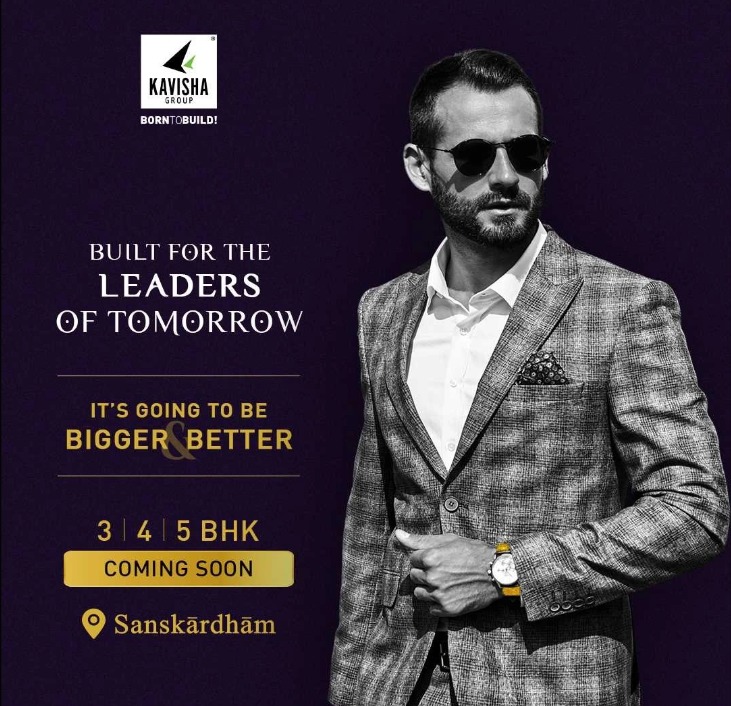 KAVISHA
GROUP
BORNTOBUILD!
BUILT FOR THE
LEADERS
OF TOMORROW
IT'S GOING TO BE
BIGGER & BETTER
3 | 4 | 5 BHK
COMING SOON
Sanskārdhām